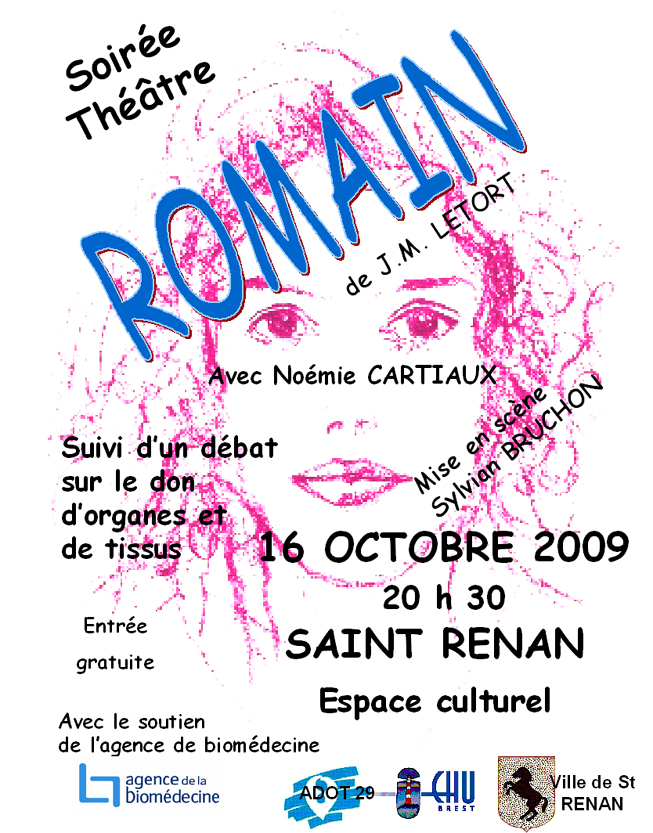 Soirée
Théâtre
ROMAIN
de J.M. LETORT
Avec Noémie CARTIAUX
Mise en scène
Sylvian BRUCHON
Suivi d'un débat
sur le don
d'organes et
de tissus
16 OCTOBRE 2009
20 h 30
SAINT RENAN
Espace culturel
Entrée
gratuite
Avec le soutien
de l'agence de biomédecine
agence de la
biomédecine
ADOT 29
CHU
BREST
Ville de St
RENAN